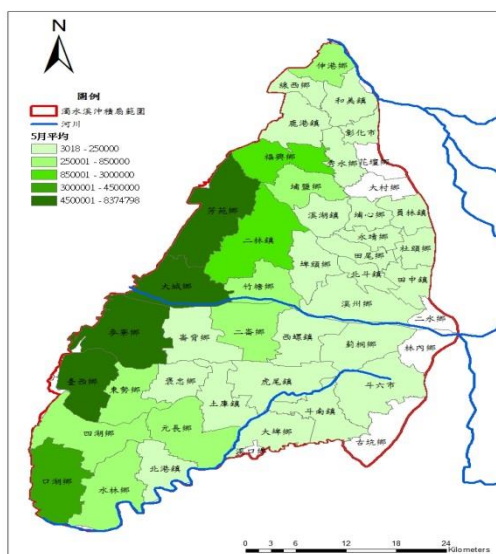 N
圖例
濁水溪沖積扇範圍
河川
5月平均
3018 - 250000
250001 - 850000
850001 - 3000000
3000001 - 4500000
4500001 - 8374798
伸港鄉
線西鄉
和美鎮
鹿港鎮
彰化市
福興鄉
秀水鄉
花壇鄉
芳苑鄉
埔鹽鄉
大村鄉
溪湖鎮
埔心鄉
員林鎮
二林鎮
永靖鄉
社頭鄉
埤頭鄉
田尾鄉
北斗鎮
田中鎮
大城鄉
竹塘鄉
溪州鄉
二水鄉
麥寮鄉
崙背鄉
二崙鄉
西螺鎮
莿桐鄉
林內鄉
臺西鄉
東勢鄉
褒忠鄉
虎尾鎮
斗六市
土庫鎮
斗南鎮
四湖鄉
元長鄉
大埤鄉
古坑鄉
北港鎮
口湖鄉
水林鄉
0 3 6 12 18 24
Kilometers